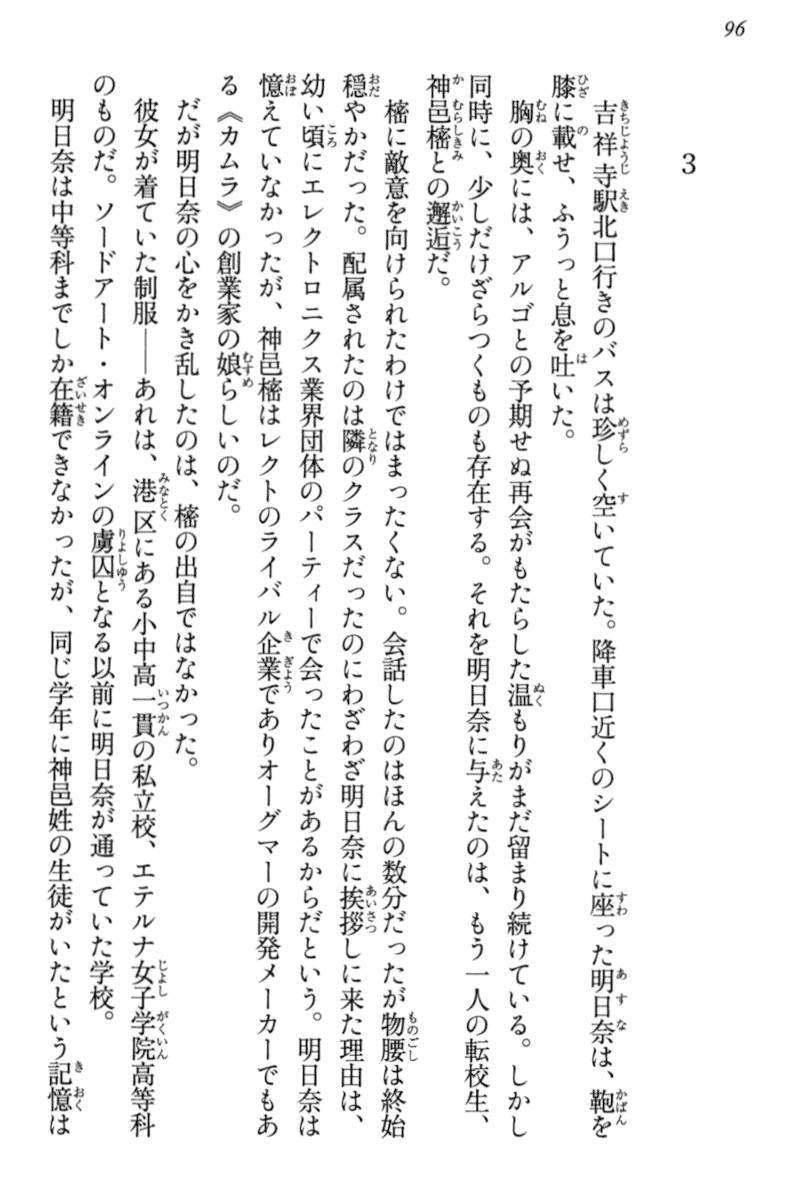 96
3
吉祥寺駅北口行きのバスは珍しく空いていた。降車口近くのシートに座った明日奈は、鞄を
膝に載せ、ふうっと息を吐いた。
胸の奥には、アルゴとの予期せぬ再会がもたらした温もりがまだ留まり続けている。しかし
同時に、少しだけざらつくものも存在する。それを明日奈に与えたのは、もう一人の転校生、
神邑樒との邂逅だ。
樒に敵意を向けられたわけではまったくない。会話したのはほんの数分だったが物腰は終始
穏やかだった。配属されたのは隣のクラスだったのにわざわざ明日奈に挨拶しに来た理由は、
幼い頃にエレクトロニクス業界団体のパーティーで会ったことがあるからだという。明日奈は
憶えていなかったが、神邑樒はレクトのライバル企業でありオーグマーの開発メーカーでもあ
る《カムラ》の創業家の娘らしいのだ。
だが明日奈の心をかき乱したのは、樒の出自ではなかった。
彼女が着ていた制服――あれは、港区にある小中高一貫の私立校、エテルナ女子学院高等科
のものだ。ソードアート・オンラインの虜囚となる以前に明日奈が通っていた学校。
明日奈は中等科までしか在籍できなかったが、同じ学年に神邑姓の生徒がいたという記憶は